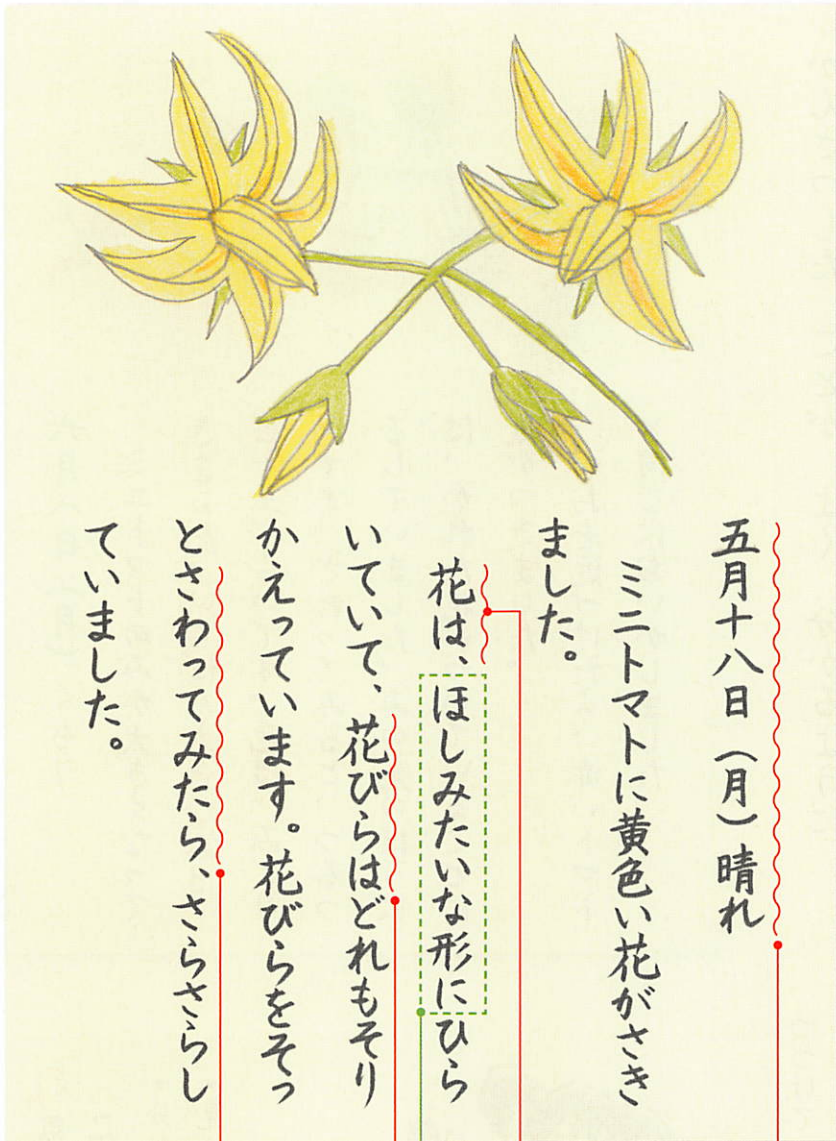 五月十八日（月）晴れ
ミニトマトに黄色い花がさき
ました。
花は、ほしみたいな形にひら
いていて、花びらはどれもそり
かえっています。花びらをそっ
とさわってみたら、さらさらし
ていました。